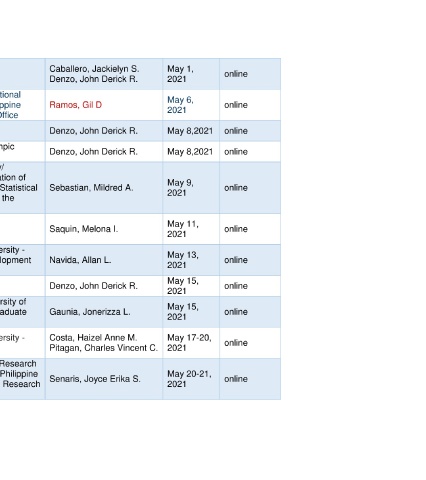 Caballero, Jackielyn S.
Denzo, John Derick R.
May 1,
2021
online
tional
ppine
Office
Ramos, Gil D
May 6,
2021
online
Denzo, John Derick R.
May 8,2021
online
mpic
Denzo, John Derick R.
May 8,2021
online
y/
ation of
Statistical
the
Sebastian, Mildred A.
May 9,
2021
online
Saquin, Melona I.
May 11,
2021
online
ersity -
lopment
Navida, Allan L.
May 13,
2021
online
Denzo, John Derick R.
May 15,
2021
online
rsity of
raduate
Gaunia, Jonerizza L.
May 15,
2021
online
ersity -
Costa, Haizel Anne M.
Pitagan, Charles Vincent C.
May 17-20,
2021
online
Research
Philippine
Research
Senaris, Joyce Erika S.
May 20-21,
2021
online